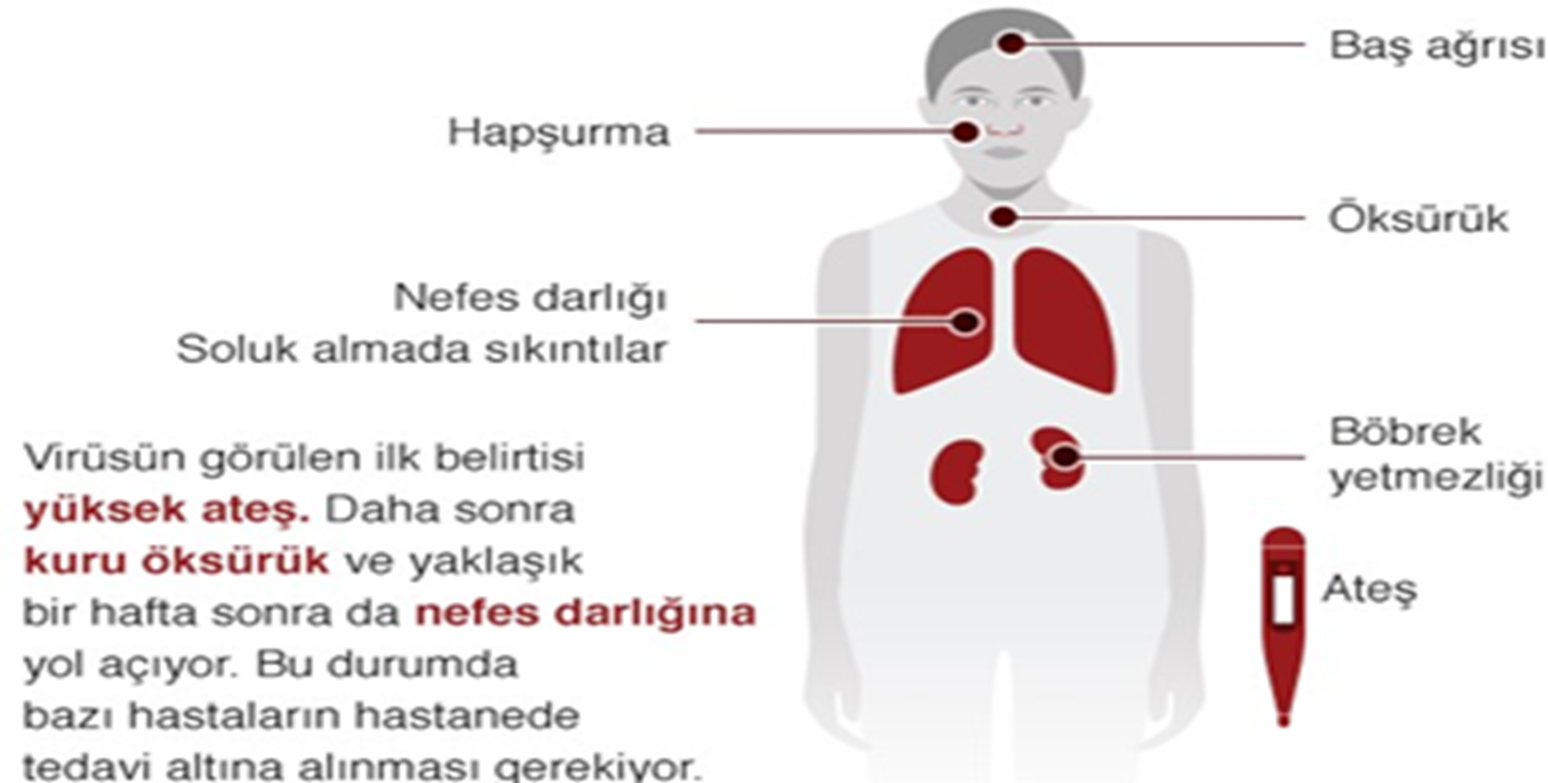 Baş ağrısı
Hapşurma
Öksürük
Nefes darlığı
Soluk almada sıkıntılar
Böbrek
yetmezliği
Ateş
Virüsün görülen ilk belirtisi
yüksek ateş. Daha sonra
kuru öksürük ve yaklaşık
bir hafta sonra da nefes darlığına
yol açıyor. Bu durumda
bazı hastaların hastanede
tedavi altına alınması gerekiyor.